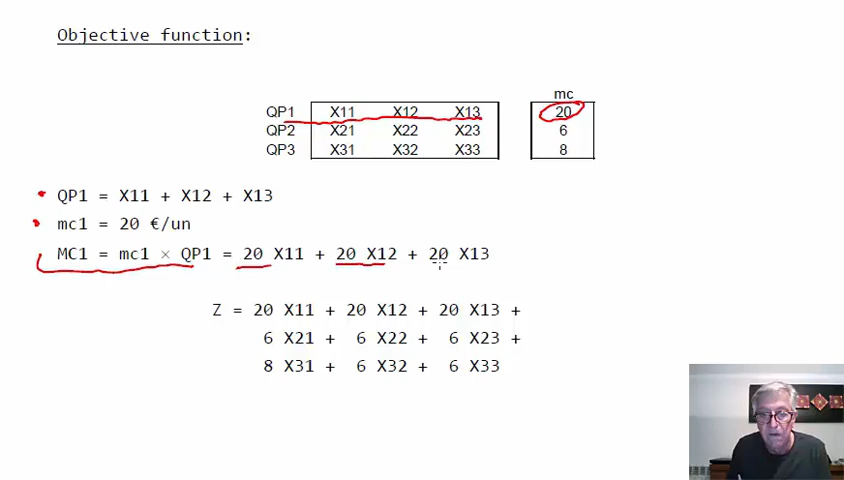 Objective function:
mc
QP1 X11 X12 X13 20
QP2 X21 X22 X23 6
QP3 X31 X32 X33 8
QP1 = X11 + X12 + X13
mc1 = 20 €/un
MC1 = mc1 × QP1 = 20 X11 + 20 X12 + 20 X13
Z = 20 X11 + 20 X12 + 20 X13 +
6 X21 + 6 X22 + 6 X23 +
8 X31 + 6 X32 + 6 X33